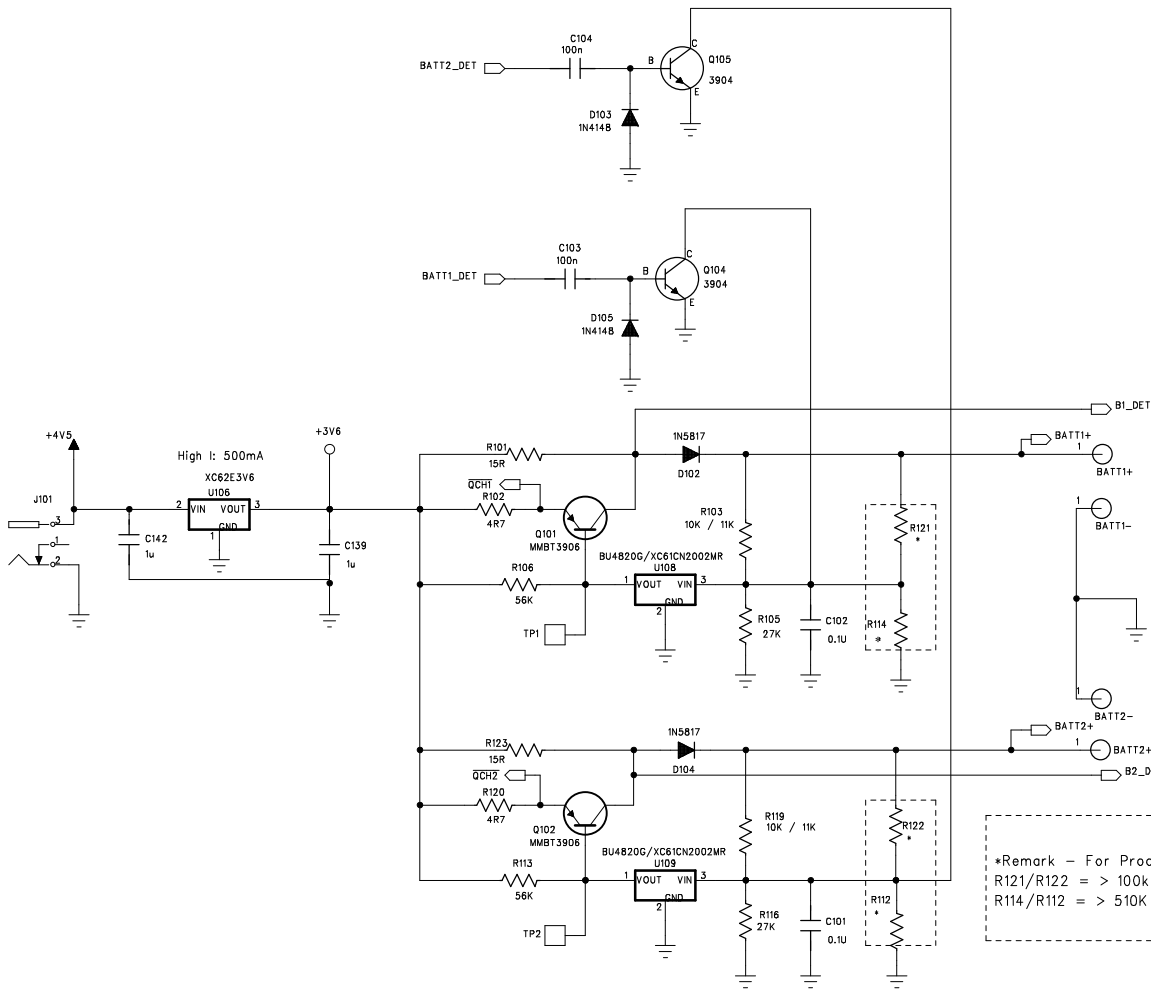 C104
100n
BATT2_DET
B
C
E
Q105
3904
D103
1N4148
C103
100n
BATT1_DET
B
C
E
Q104
3904
D105
1N4148
B1_DET
+4V5
High I: 500mA
XC62E3V6
U106
+3V6
J101
3
1
2
2
VIN
VOUT
3
GND
1
C142
1u
C139
1u
R101
15R
QCH1
R102
4R7
Q101
MMBT3906
1N5817
D102
BATT1+
1
BATT1+
R103
10K / 11K
R121
*
1
BATT1-
R106
56K
BU4820G/XC61CN2002MR
U108
1
VOUT
VIN
3
GND
2
TP1
R105
27K
C102
0.1U
R114
*
1
BATT2-
R123
15R
QCH2
R120
4R7
Q102
MMBT3906
1N5817
D104
BATT2+
1
BATT2+
B2_D
R119
10K / 11K
R122
*
R113
56K
BU4820G/XC61CN2002MR
U109
1
VOUT
VIN
3
GND
2
TP2
R116
27K
C101
0.1U
R112
*
*Remark - For Proc
R121/R122 = > 100k
R114/R112 = > 510K